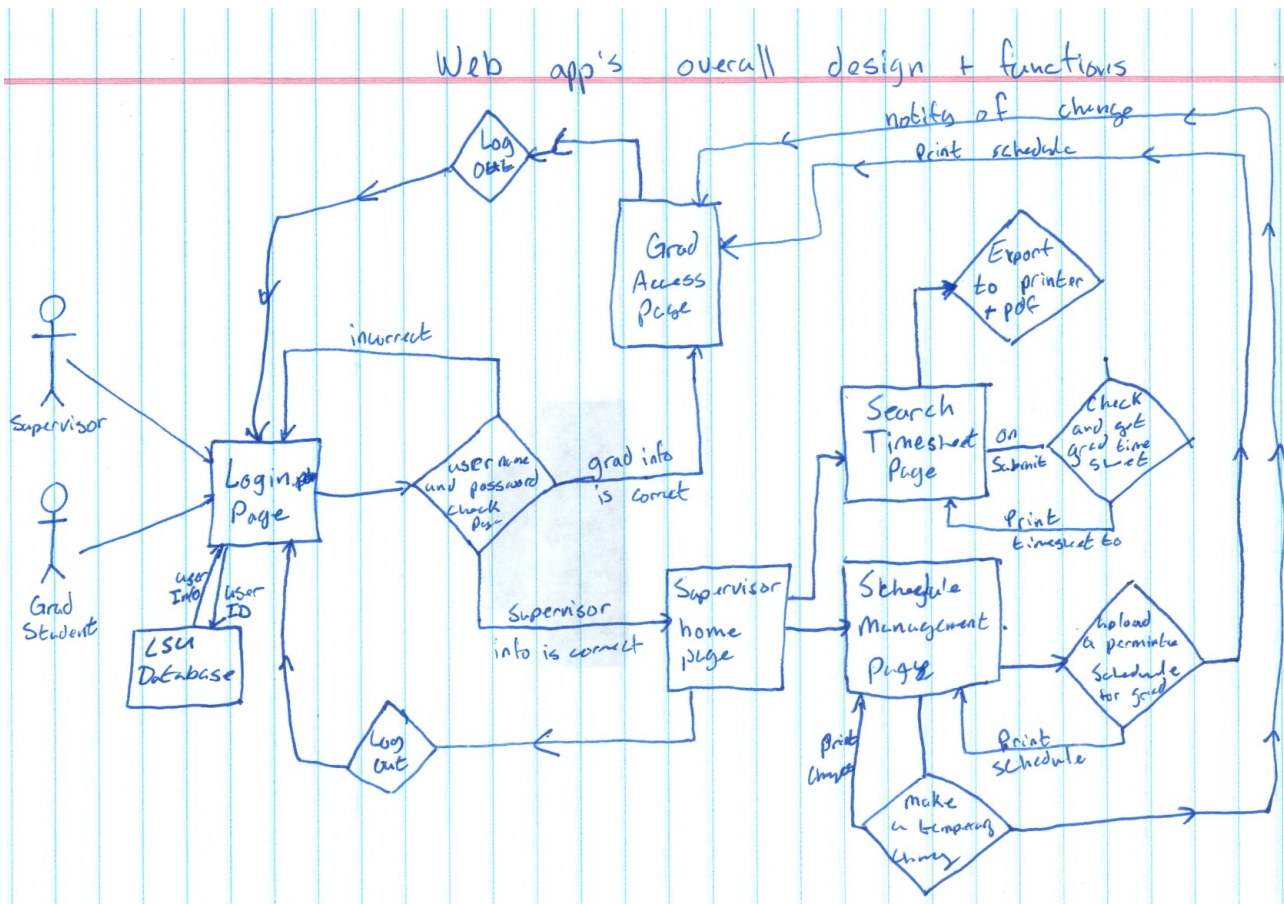 Web app's overall design + functions
notify of change
Print schedule
Log
out
Grad
Access
Page
Export
to printer
+ pdf
incorrect
Supervisor
Login
Page
user name
and password
check
Page
grad info
is correct
Search
Timesheet
Page
on
Submit
Check
and get
grad time
sheet
Print
timesheet to
Grad
Student
user
Info
user
ID
LSU
Database
Supervisor
info is correct
Supervisor
home
page
Schedule
Management
Page
upload
a
schedule
for grad
Print
schedule
Print
changes
Log
out
make
a